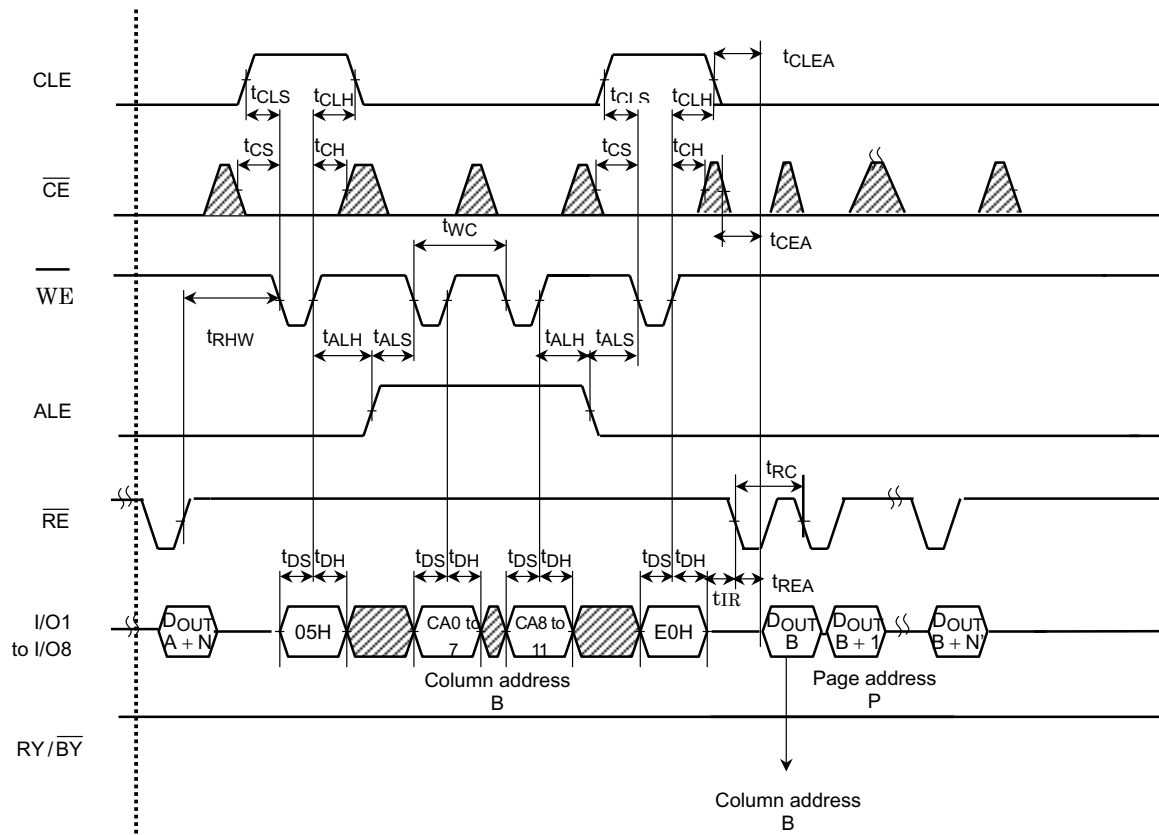 CLE
tCLS
tCLH
tCLS
tCLH
tCLEA
CE
tCS
tCH
tCS
tCH
tCEA
WE
tWC
tRHW
tALH
tALS
tALH
tALS
ALE
RE
tRC
tDS
tDH
tDS
tDH
tDS
tDH
tDS
tDH
tIR
tREA
I/O1
to I/O8
DOUT
A + N
05H
CA0 to
7
CA8 to
11
E0H
DOUT
B
DOUT
B + 1
DOUT
B + N'
Column address
B
Page address
P
RY / BY
Column address
B